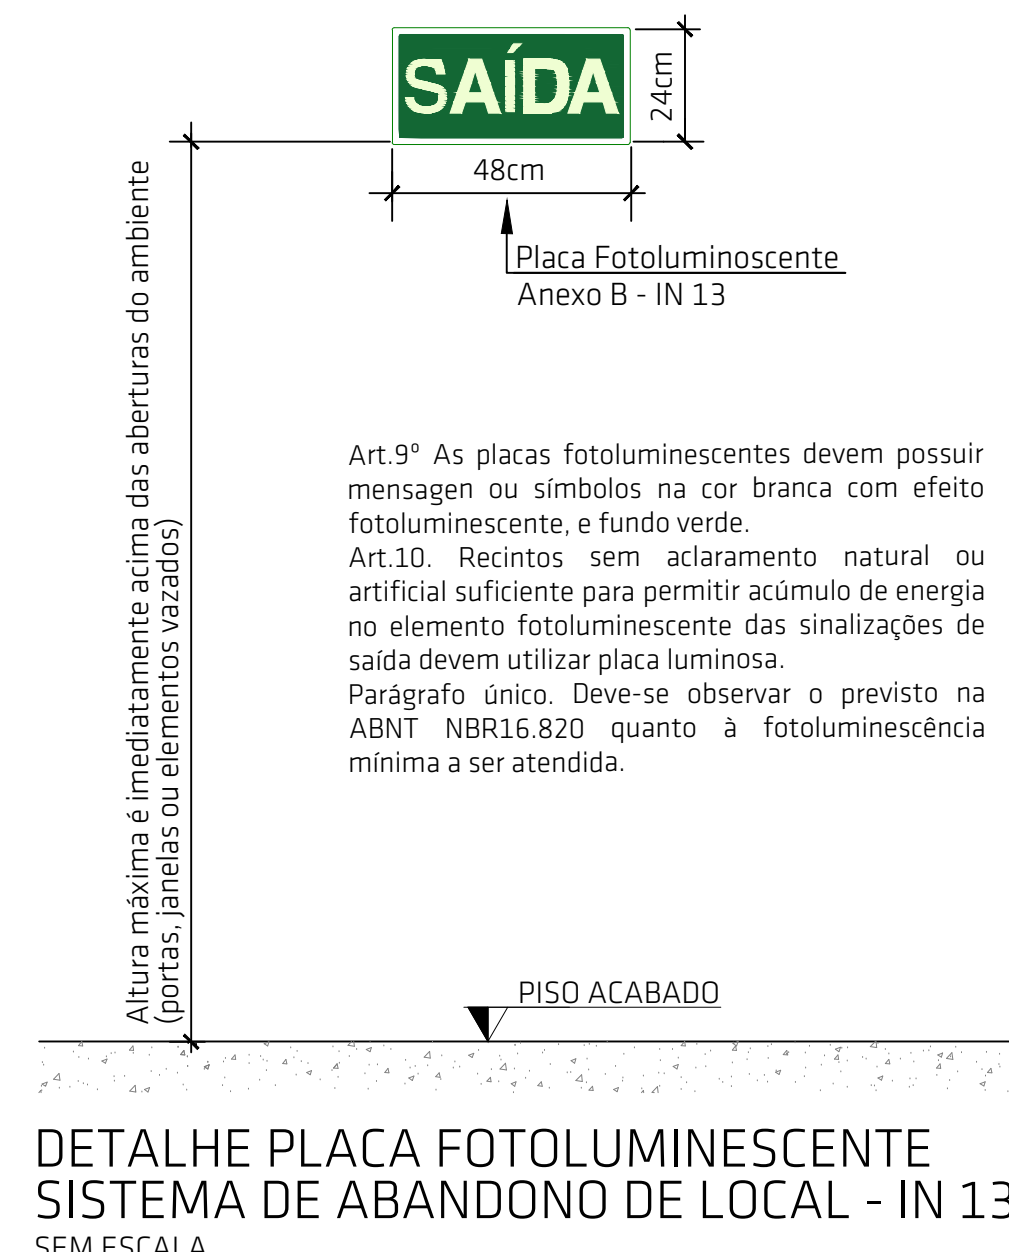 SAÍDA
24cm
48cm
Placa Fotoluminoscente
Anexo B - IN 13
Altura máxima é imediatamente acima das aberturas do ambiente
(portas, janelas ou elementos vazados)
Art.9º As placas fotoluminescentes devem possuir
mensagen ou símbolos na cor branca com efeito
fotoluminescente, e fundo verde.
Art.10. Recintos sem aclaramento natural ou
artificial suficiente para permitir acúmulo de energia
no elemento fotoluminescente das sinalizações de
saída devem utilizar placa luminosa.
Parágrafo único. Deve-se observar o previsto na
ABNT NBR16.820 quanto à fotoluminescência
mínima a ser atendida.
PISO ACABADO
DETALHE PLACA FOTOLUMINESCENTE
SISTEMA DE ABANDONO DE LOCAL - IN 13
SEM ESCALA